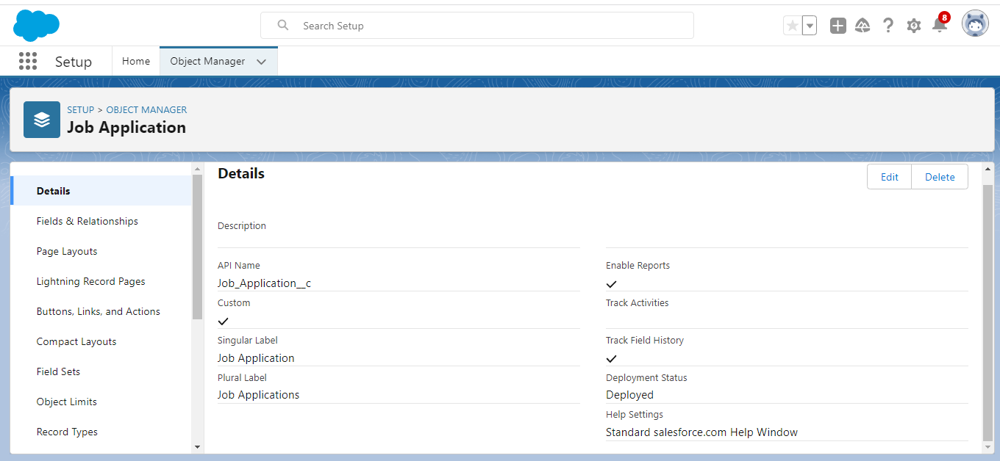 Search Setup
8
Setup
Home
Object Manager
SETUP > OBJECT MANAGER
Job Application
Details
Fields & Relationships
Page Layouts
Lightning Record Pages
Buttons, Links, and Actions
Compact Layouts
Field Sets
Object Limits
Record Types
Details
Edit
Delete
Description
API Name
Job_Application__c
Custom
Singular Label
Job Application
Plural Label
Job Applications
Enable Reports
Track Activities
Track Field History
Deployment Status
Deployed
Help Settings
Standard salesforce.com Help Window